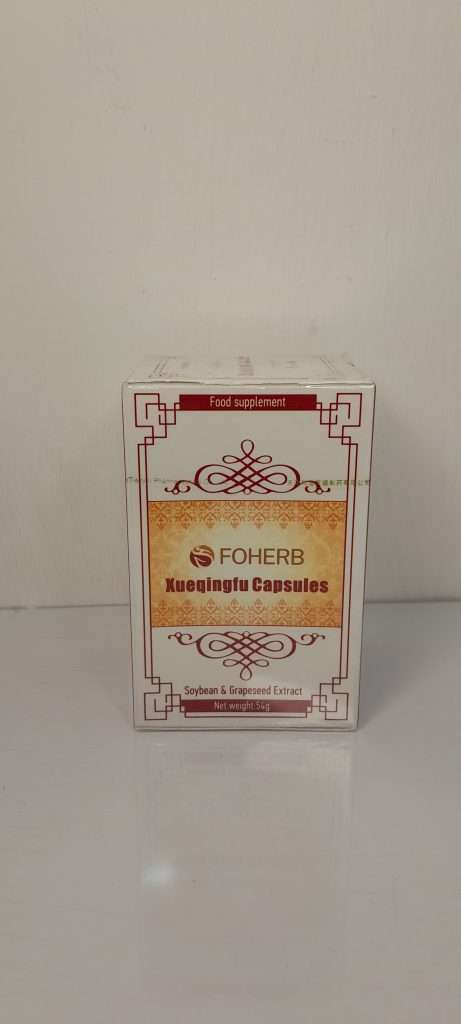 Food supplement
FOHERB
Xueqingfu Capsules
Soybean & Grapeseed Extract
Net weight:54g